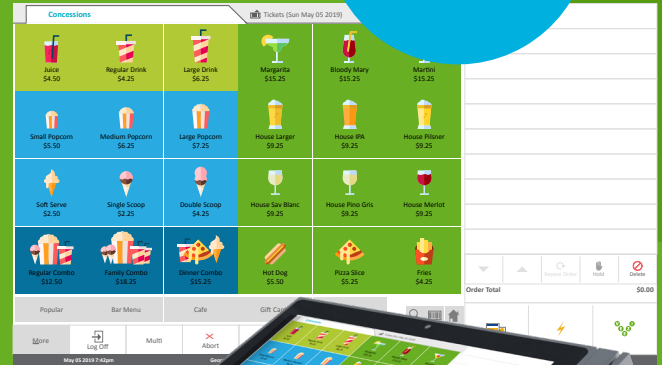 Concessions
Tickets (Sun May 05 2019)
Juice
$4.50
Regular Drink
$4.25
Large Drink
$6.25
Margarita
$15.25
Bloody Mary
$15.25
Martini
$15.25
Small Popcorn
$5.50
Medium Popcorn
$6.25
Large Popcorn
$7.25
House Larger
$9.25
House IPA
$9.25
House Pilsner
$9.25
Soft Serve
$2.50
Single Scoop
$2.25
Double Scoop
$4.25
House Sav Blanc
$9.25
House Pino Gris
$9.25
House Merlot
$9.25
Regular Combo
$12.50
Family Combo
$18.25
Dinner Combo
$15.25
Hot Dog
$5.50
Pizza Slice
$5.25
Fries
$4.25
Repeat Order
Hold
Delete
Order Total
$0.00
Popular
Bar Menu
Cafe
More
Log Off
Multi
Abort
May 05 2019 7:42pm